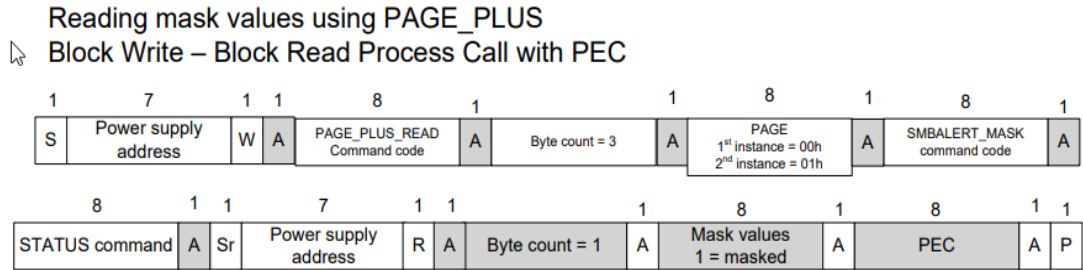 Reading mask values using PAGE_PLUS
Block Write – Block Read Process Call with PEC
1 7 1 1 8 1 1 8 1 8 1
S Power supply address W A PAGE_PLUS_READ Command code A Byte count = 3 A PAGE 1st instance = 00h 2nd instance = 01h A SMBALERT_MASK command code A
8 1 1 7 1 1 1 8 1 8 1 1
STATUS command A Sr Power supply address R A Byte count = 1 A Mask values 1 = masked A PEC A P